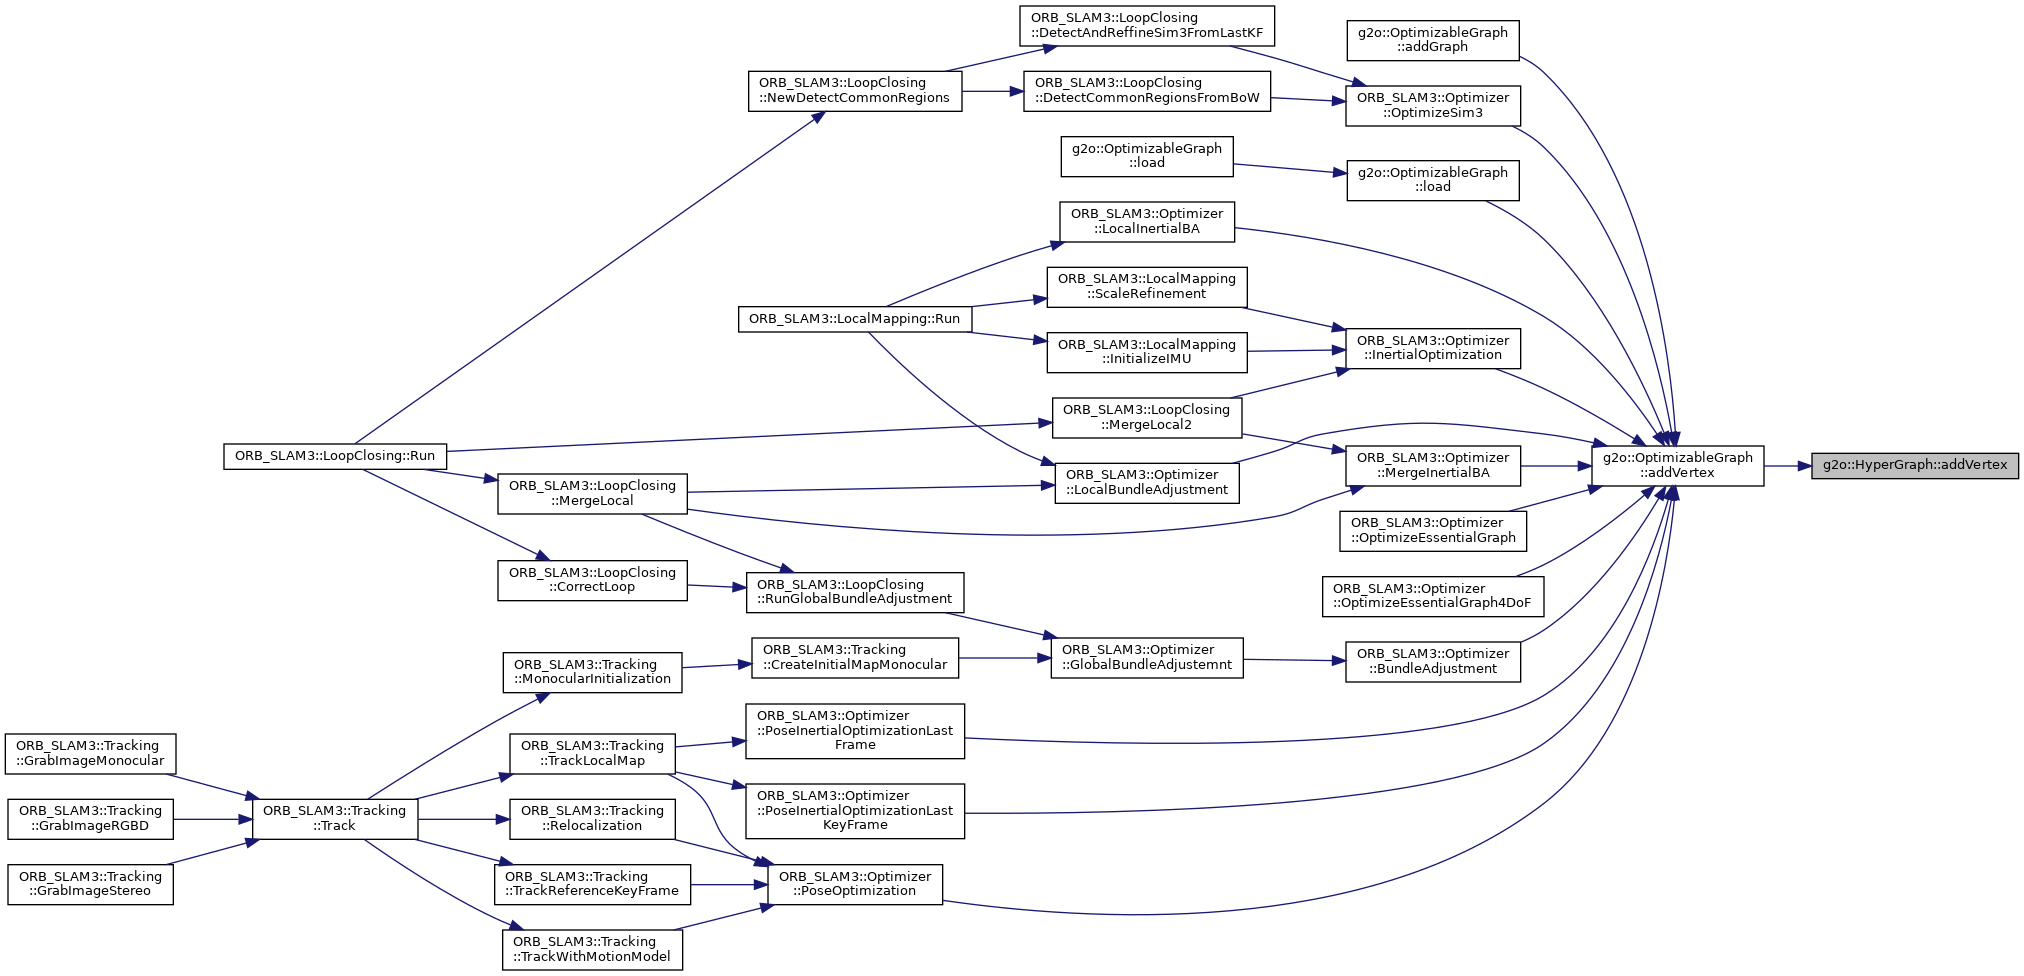 ORB_SLAM3::LoopClosing
::DetectAndReffineSim3FromLastKF
g2o::OptimizableGraph
::addGraph
ORB_SLAM3::LoopClosing
::NewDetectCommonRegions
ORB_SLAM3::LoopClosing
::DetectCommonRegionsFromBoW
ORB_SLAM3::Optimizer
::OptimizeSim3
g2o::OptimizableGraph
::load
g2o::OptimizableGraph
::load
ORB_SLAM3::Optimizer
::LocalInertialBA
ORB_SLAM3::LocalMapping
::ScaleRefinement
ORB_SLAM3::LocalMapping::Run
ORB_SLAM3::LocalMapping
::InitializeIMU
ORB_SLAM3::Optimizer
::InertialOptimization
ORB_SLAM3::LoopClosing
::MergeLocal2
ORB_SLAM3::LoopClosing::Run
ORB_SLAM3::Optimizer
::MergeInertialBA
g2o::OptimizableGraph
::addVertex
g2o::HyperGraph::addVertex
ORB_SLAM3::Optimizer
::LocalBundleAdjustment
ORB_SLAM3::LoopClosing
::MergeLocal
ORB_SLAM3::Optimizer
::OptimizeEssentialGraph
ORB_SLAM3::LoopClosing
::CorrectLoop
ORB_SLAM3::LoopClosing
::RunGlobalBundleAdjustment
ORB_SLAM3::Optimizer
::OptimizeEssentialGraph4DoF
ORB_SLAM3::Tracking
::MonocularInitialization
ORB_SLAM3::Tracking
::CreateInitialMapMonocular
ORB_SLAM3::Optimizer
::GlobalBundleAdjustemnt
ORB_SLAM3::Optimizer
::BundleAdjustment
ORB_SLAM3::Optimizer
::PoseInertialOptimizationLast
Frame
ORB_SLAM3::Tracking
::GrabImageMonocular
ORB_SLAM3::Tracking
::TrackLocalMap
ORB_SLAM3::Optimizer
::PoseInertialOptimizationLast
KeyFrame
ORB_SLAM3::Tracking
::GrabImageRGBD
ORB_SLAM3::Tracking
::Track
ORB_SLAM3::Tracking
::Relocalization
ORB_SLAM3::Tracking
::GrabImageStereo
ORB_SLAM3::Tracking
::TrackReferenceKeyFrame
ORB_SLAM3::Optimizer
::PoseOptimization
ORB_SLAM3::Tracking
::TrackWithMotionModel